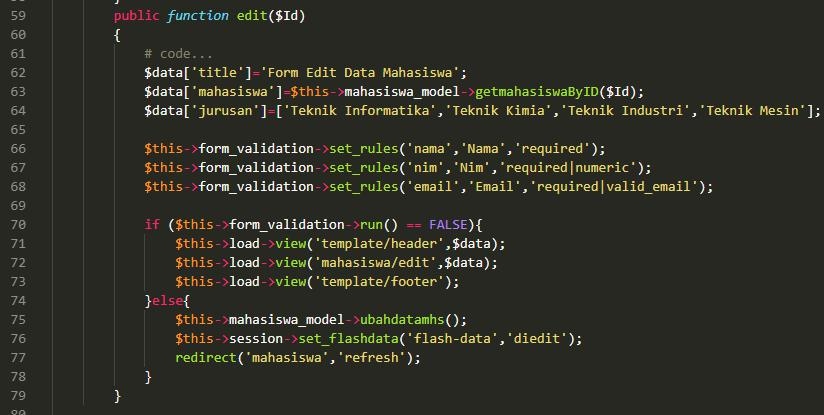 59 public function edit($Id)
60 {
61 # code...
62 $data['title']='Form Edit Data Mahasiswa';
63 $data['mahasiswa']=$this->mahasiswa_model->getmahasiswaByID($Id);
64 $data['jurusan']=['Teknik Informatika','Teknik Kimia','Teknik Industri','Teknik Mesin'];
65
66 $this->form_validation->set_rules('nama','Nama','required');
67 $this->form_validation->set_rules('nim','Nim','required|numeric');
68 $this->form_validation->set_rules('email','Email','required|valid_email');
69
70 if ($this->form_validation->run() == FALSE){
71 $this->load->view('template/header',$data);
72 $this->load->view('mahasiswa/edit',$data);
73 $this->load->view('template/footer');
74 }else{
75 $this->mahasiswa_model->ubahdatamhs();
76 $this->session->set_flashdata('flash-data','diedit');
77 redirect('mahasiswa','refresh');
78 }
79 }
80